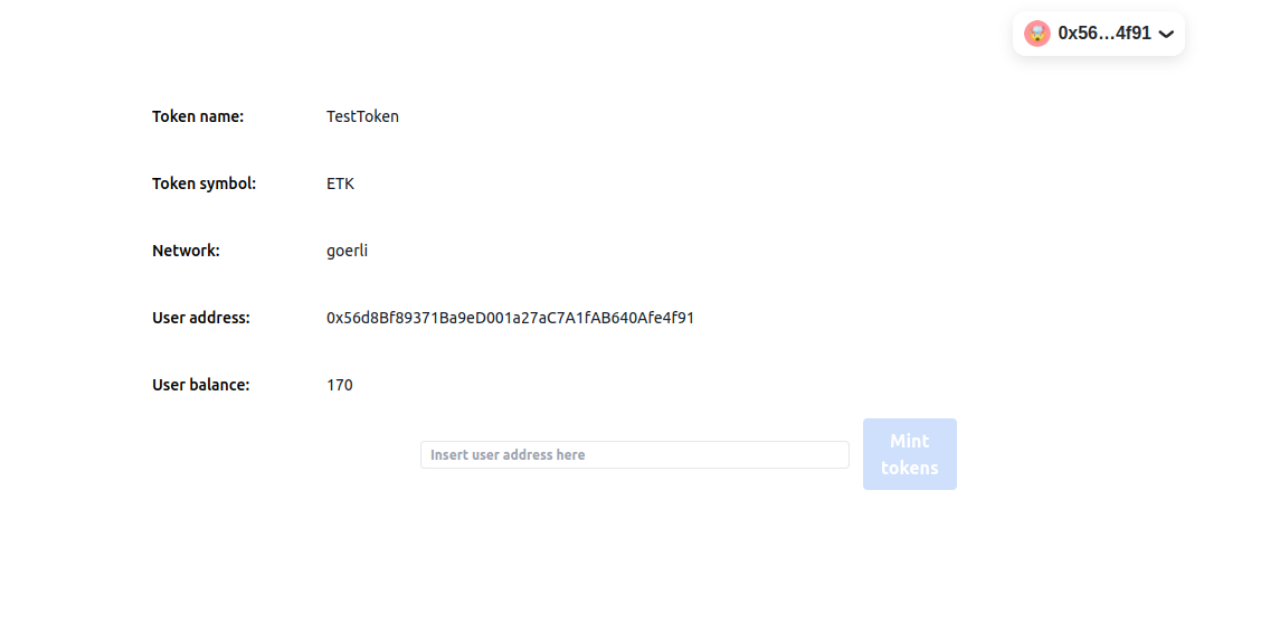 0x56...4f91
Token name: TestToken
Token symbol: ETK
Network: goerli
User address: 0x56d8Bf89371Ba9eD001a27aC7A1fAB640Afe4f91
User balance: 170
Insert user address here
Mint
tokens